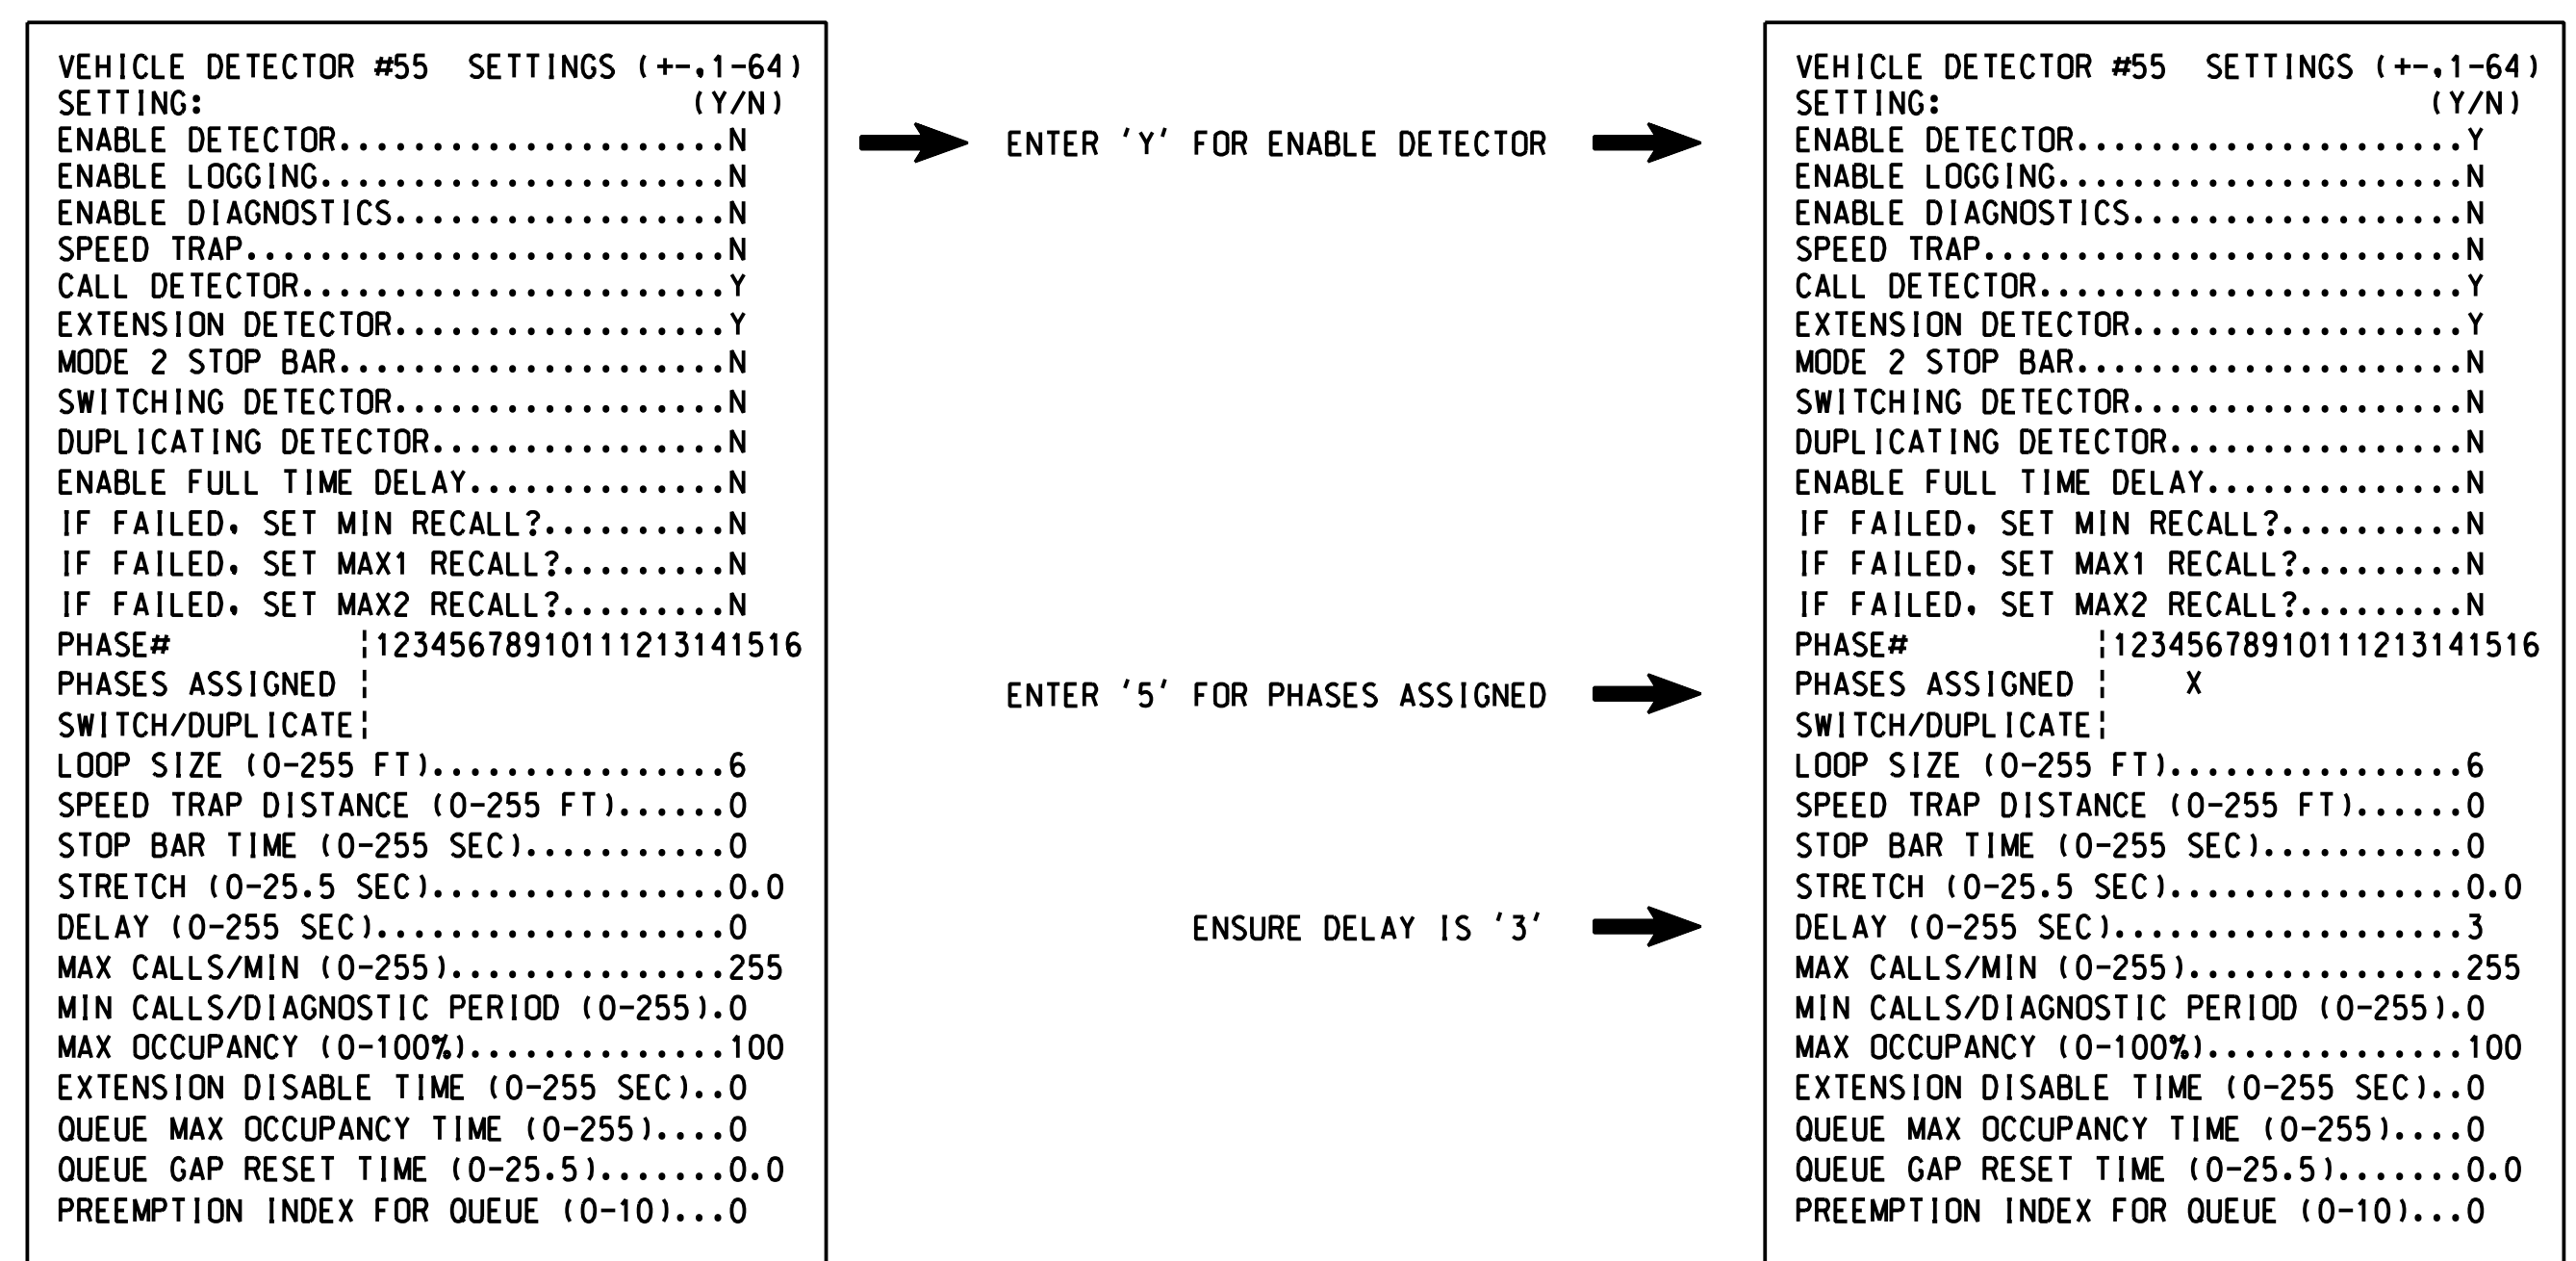 VEHICLE DETECTOR #55  SETTINGS (+-,1-64)
SETTING:                          (Y/N)
ENABLE DETECTOR.....................N
ENABLE LOGGING......................N
ENABLE DIAGNOSTICS..................N
SPEED TRAP..........................N
CALL DETECTOR.......................Y
EXTENSION DETECTOR..................Y
MODE 2 STOP BAR.....................N
SWITCHING DETECTOR..................N
DUPLICATING DETECTOR................N
ENABLE FULL TIME DELAY..............N
IF FAILED, SET MIN RECALL?..........N
IF FAILED, SET MAX1 RECALL?.........N
IF FAILED, SET MAX2 RECALL?.........N
PHASE#          ¦12345678910111213141516
PHASES ASSIGNED ¦
SWITCH/DUPLICATE¦
LOOP SIZE (0-255 FT)................6
SPEED TRAP DISTANCE (0-255 FT)......0
STOP BAR TIME (0-255 SEC)...........0
STRETCH (0-25.5 SEC)................0.0
DELAY (0-255 SEC)...................0
MAX CALLS/MIN (0-255)...............255
MIN CALLS/DIAGNOSTIC PERIOD (0-255).0
MAX OCCUPANCY (0-100%)..............100
EXTENSION DISABLE TIME (0-255 SEC)..0
QUEUE MAX OCCUPANCY TIME (0-255)....0
QUEUE GAP RESET TIME (0-25.5).......0.0
PREEMPTION INDEX FOR QUEUE (0-10)...0
ENTER 'Y' FOR ENABLE DETECTOR
ENTER '5' FOR PHASES ASSIGNED
ENSURE DELAY IS '3'
VEHICLE DETECTOR #55  SETTINGS (+-,1-64)
SETTING:                          (Y/N)
ENABLE DETECTOR.....................Y
ENABLE LOGGING......................N
ENABLE DIAGNOSTICS..................N
SPEED TRAP..........................N
CALL DETECTOR.......................Y
EXTENSION DETECTOR..................Y
MODE 2 STOP BAR.....................N
SWITCHING DETECTOR..................N
DUPLICATING DETECTOR................N
ENABLE FULL TIME DELAY..............N
IF FAILED, SET MIN RECALL?..........N
IF FAILED, SET MAX1 RECALL?.........N
IF FAILED, SET MAX2 RECALL?.........N
PHASE#          ¦12345678910111213141516
PHASES ASSIGNED ¦    X
SWITCH/DUPLICATE¦
LOOP SIZE (0-255 FT)................6
SPEED TRAP DISTANCE (0-255 FT)......0
STOP BAR TIME (0-255 SEC)...........0
STRETCH (0-25.5 SEC)................0.0
DELAY (0-255 SEC)...................3
MAX CALLS/MIN (0-255)...............255
MIN CALLS/DIAGNOSTIC PERIOD (0-255).0
MAX OCCUPANCY (0-100%)..............100
EXTENSION DISABLE TIME (0-255 SEC)..0
QUEUE MAX OCCUPANCY TIME (0-255)....0
QUEUE GAP RESET TIME (0-25.5).......0.0
PREEMPTION INDEX FOR QUEUE (0-10)...0